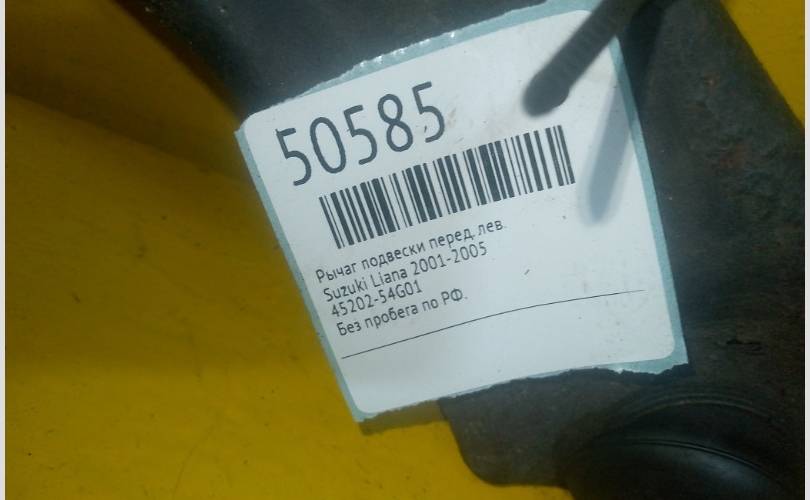 50585
Рычаг подвески перед. лев.
Suzuki Liana 2001-2005
45202-54G01
Без пробега по РФ.